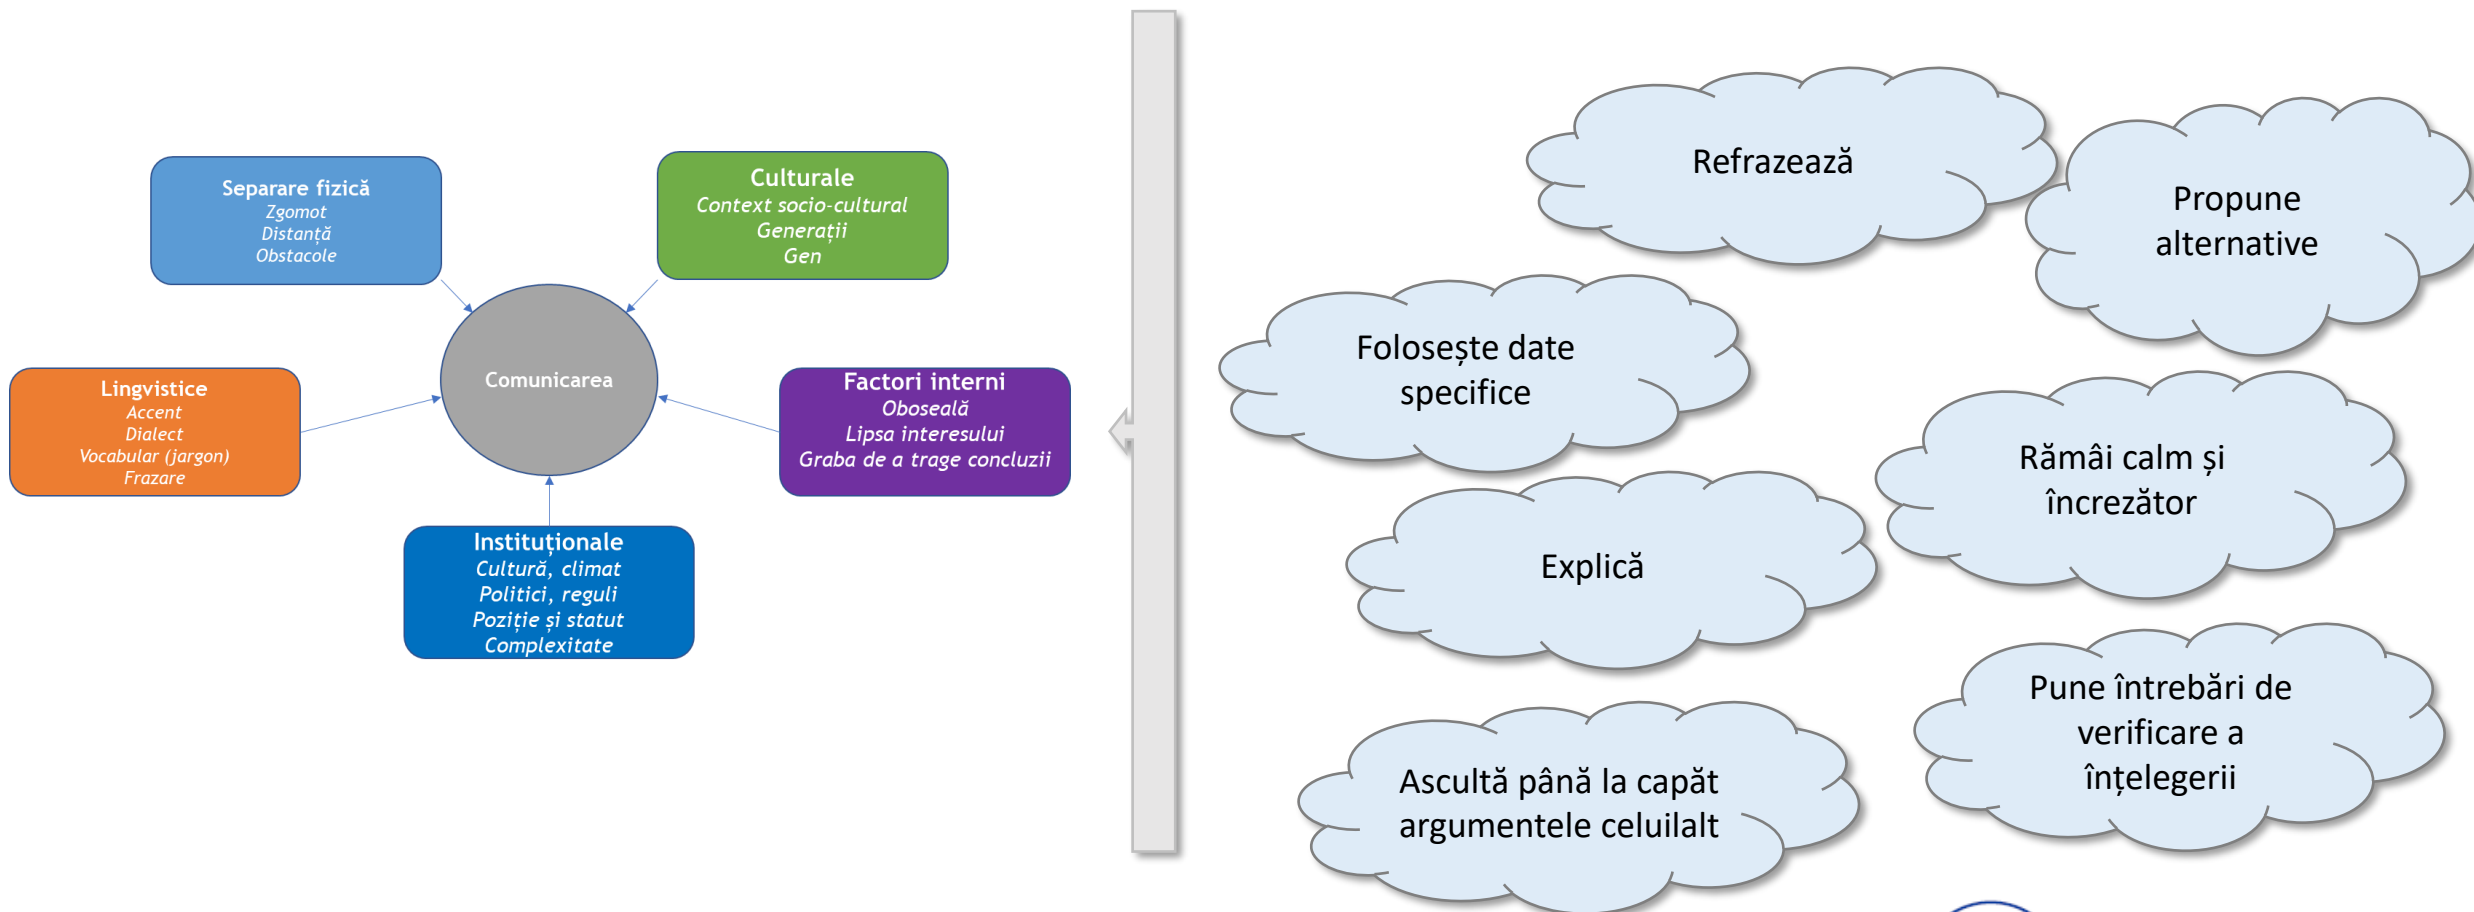 Separare fizică
Zgomot
Distanță
Obstacole
Culturale
Context socio-cultural
Generații
Gen
Comunicarea
Lingvistice
Accent
Dialect
Vocabular (jargon)
Frazare
Factori interni
Oboseală
Lipsa interesului
Graba de a trage concluzii
Instituționale
Cultură, climat
Politici, reguli
Poziție și statut
Complexitate
Refrazează
Propune
alternative
Folosește date
specifice
Rămâi calm și
încrezător
Explică
Pune întrebări de
verificare a
înțelegerii
Ascultă până la capăt
argumentele celuilalt